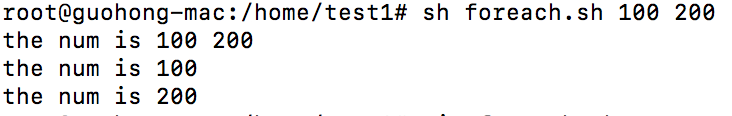 root@guohong-mac:/home/test1# sh foreach.sh 100 200
the num is 100 200
the num is 100
the num is 200